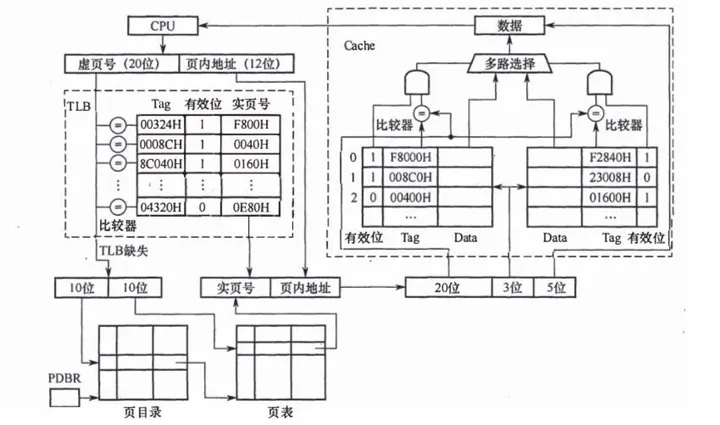 CPU
数据
Cache
虚页号（20位） 页内地址（12位）
多路选择
TLB
Tag 有效位 实页号
= 00324H 1 F800H
= 0008CH 1 0040H
= 8C040H 1 0160H
⋮ ⋮ ⋮
= 04320H 0 0E80H
比较器
= =
比较器 比较器
0 1 F8000H F2840H 1
1 1 008C0H 23008H 0
2 0 00400H 01600H 1
... ...
有效位 Tag Data Data Tag 有效位
TLB缺失
10位 10位
实页号 页内地址
20位 3位 5位
PDBR
页目录 页表